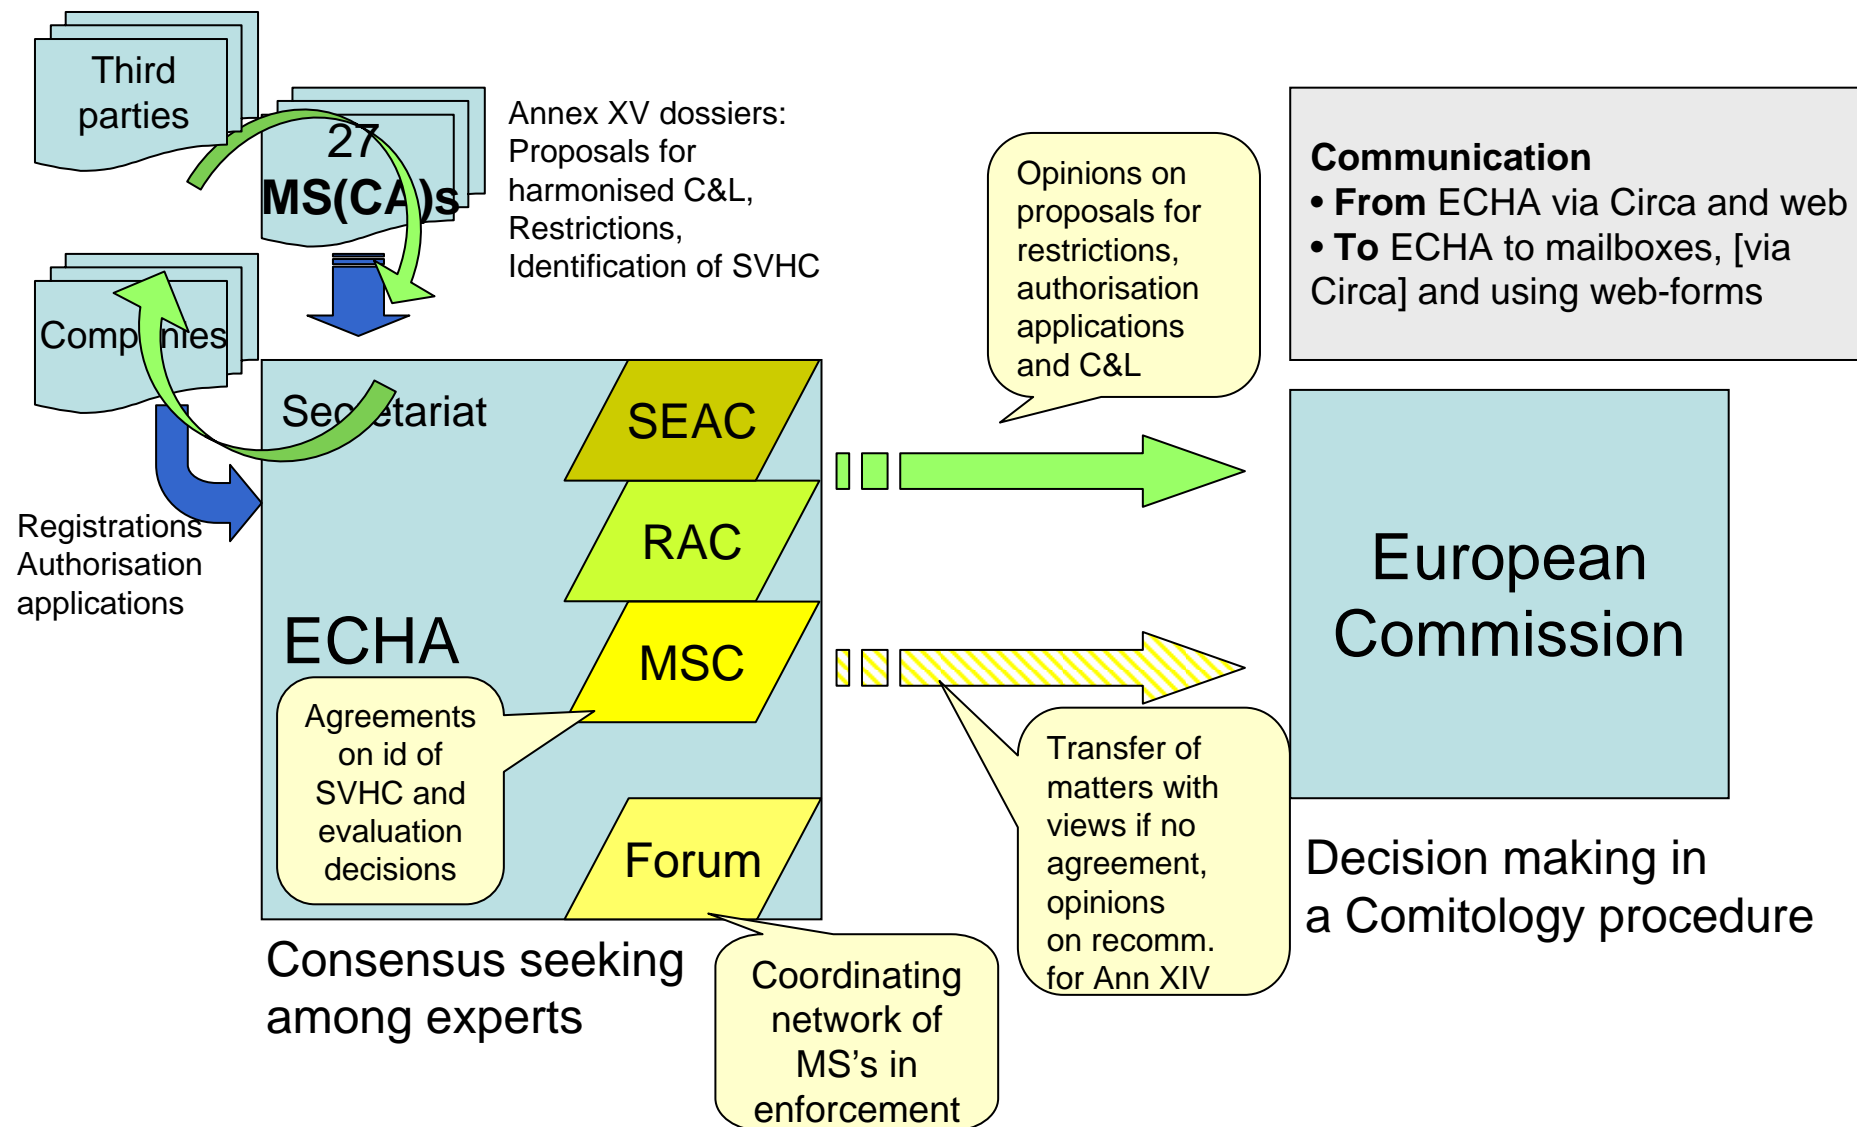 Third
parties
27
MS(CA)s
Annex XV dossiers:
Proposals for
harmonised C&L,
Restrictions,
Identification of SVHC
Companies
Registrations
Authorisation
applications
Secretariat
ECHA
SEAC
RAC
MSC
Forum
Agreements
on id of
SVHC and
evaluation
decisions
Consensus seeking
among experts
Coordinating
network of
MS's in
enforcement
Opinions on
proposals for
restrictions,
authorisation
applications
and C&L
Transfer of
matters with
views if no
agreement,
opinions
on recomm.
for Ann XIV
Communication
• From ECHA via Circa and web
• To ECHA to mailboxes, [via
Circa] and using web-forms
European
Commission
Decision making in
a Comitology procedure